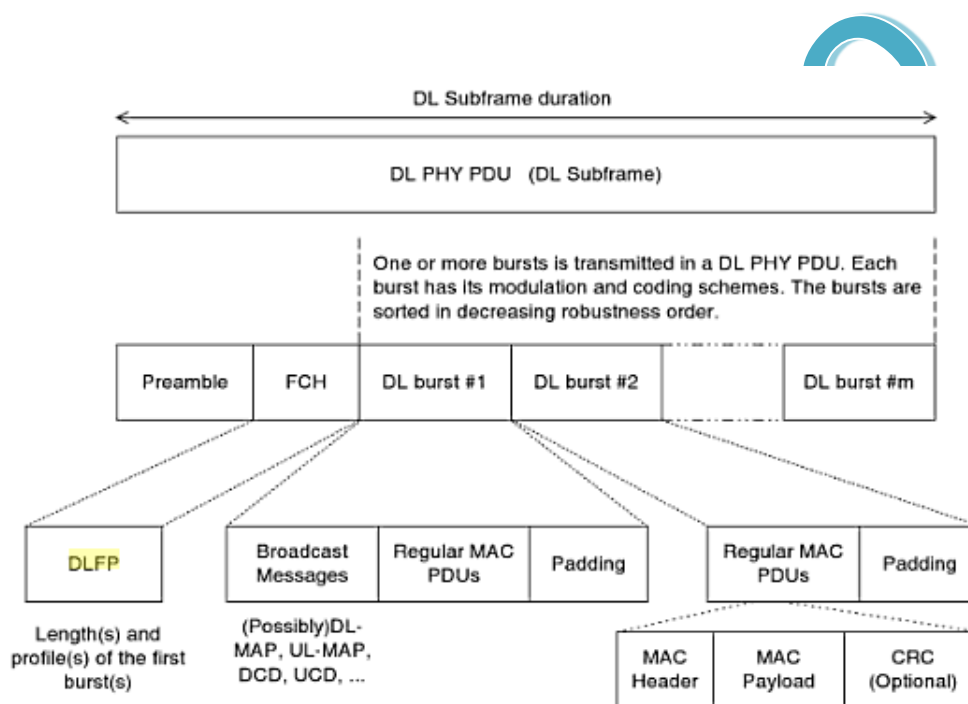 DL Subframe duration
DL PHY PDU (DL Subframe)
One or more bursts is transmitted in a DL PHY PDU. Each
burst has its modulation and coding schemes. The bursts are
sorted in decreasing robustness order.
Preamble
FCH
DL burst #1
DL burst #2
DL burst #m
DLFP
Length(s) and
profile(s) of the first
burst(s)
Broadcast
Messages
Regular MAC
PDUs
Padding
(Possibly)DL-
MAP, UL-MAP,
DCD, UCD, ...
Regular MAC
PDUs
Padding
MAC
Header
MAC
Payload
CRC
(Optional)